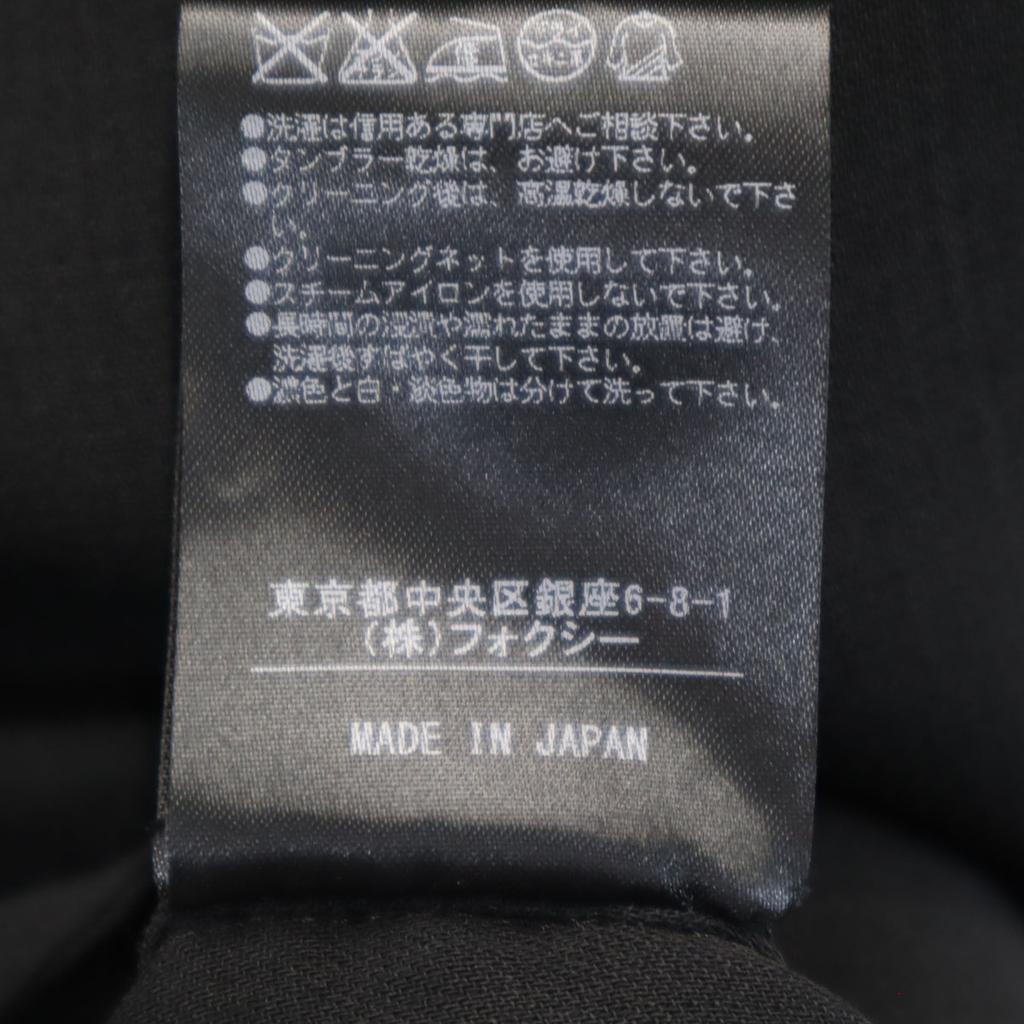 ●洗濯は信用ある専門店へご相談下さい。
●タンブラー乾燥は、お避け下さい。
●クリーニング後は、高温乾燥しないで下さ
い。
●クリーニングネットを使用して下さい。
●スチームアイロンを使用しないで下さい。
●長時間の浸漬や濡れたままの放置は避け、
洗濯後すばやく干して下さい。
●濃色と白・淡色物は分けて洗って下さい。
東京都中央区銀座6-8-1
(株)フォクシー
MADE IN JAPAN